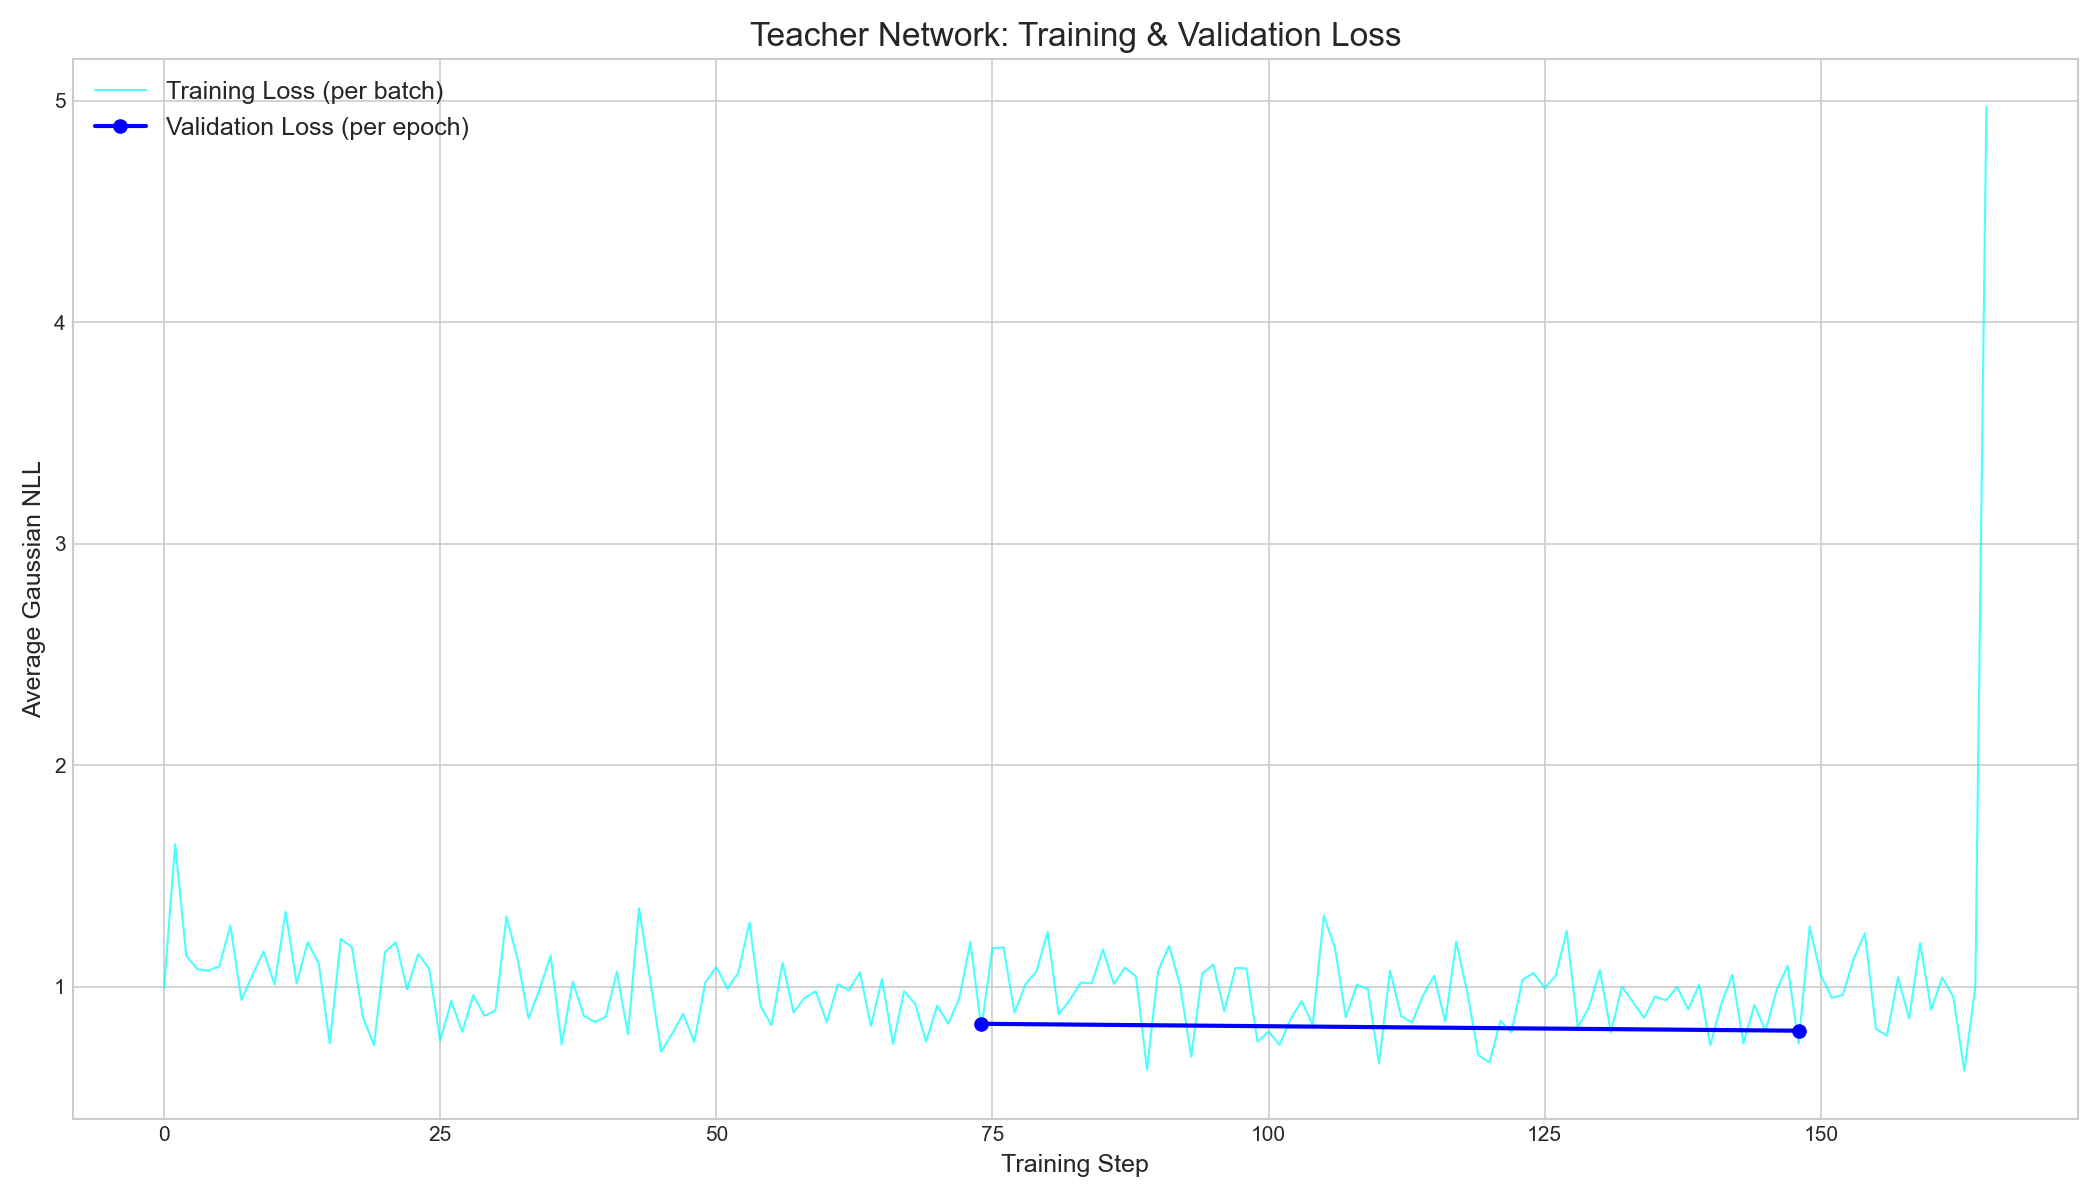 Teacher Network: Training & Validation Loss
Training Loss (per batch)
Validation Loss (per epoch)
5
4
3
2
1
Average Gaussian NLL
0 25 50 75 100 125 150
Training Step